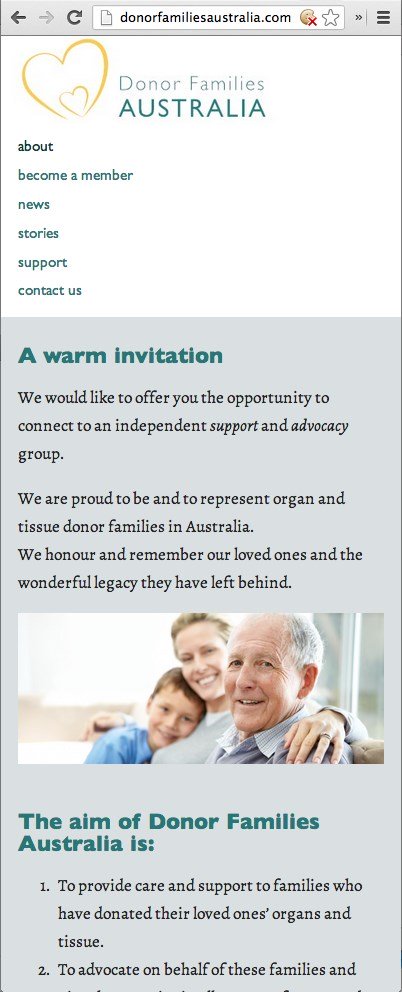 donorfamiliesaustralia.com
»
Donor Families
AUSTRALIA
about
become a member
news
stories
support
contact us
A warm invitation
We would like to offer you the opportunity to
connect to an independent support and advocacy
group.
We are proud to be and to represent organ and
tissue donor families in Australia.
We honour and remember our loved ones and the
wonderful legacy they have left behind.
The aim of Donor Families
Australia is:
1. To provide care and support to families who
have donated their loved ones’ organs and
tissue.
2. To advocate on behalf of these families and